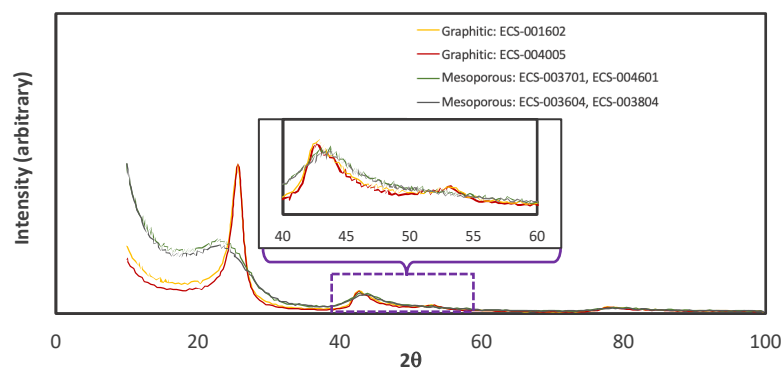 Graphitic: ECS-001602
Graphitic: ECS-004005
Mesoporous: ECS-003701, ECS-004601
Mesoporous: ECS-003604, ECS-003804
Intensity (arbitrary)
40 45 50 55 60
0 20 40 60 80 100
2θ